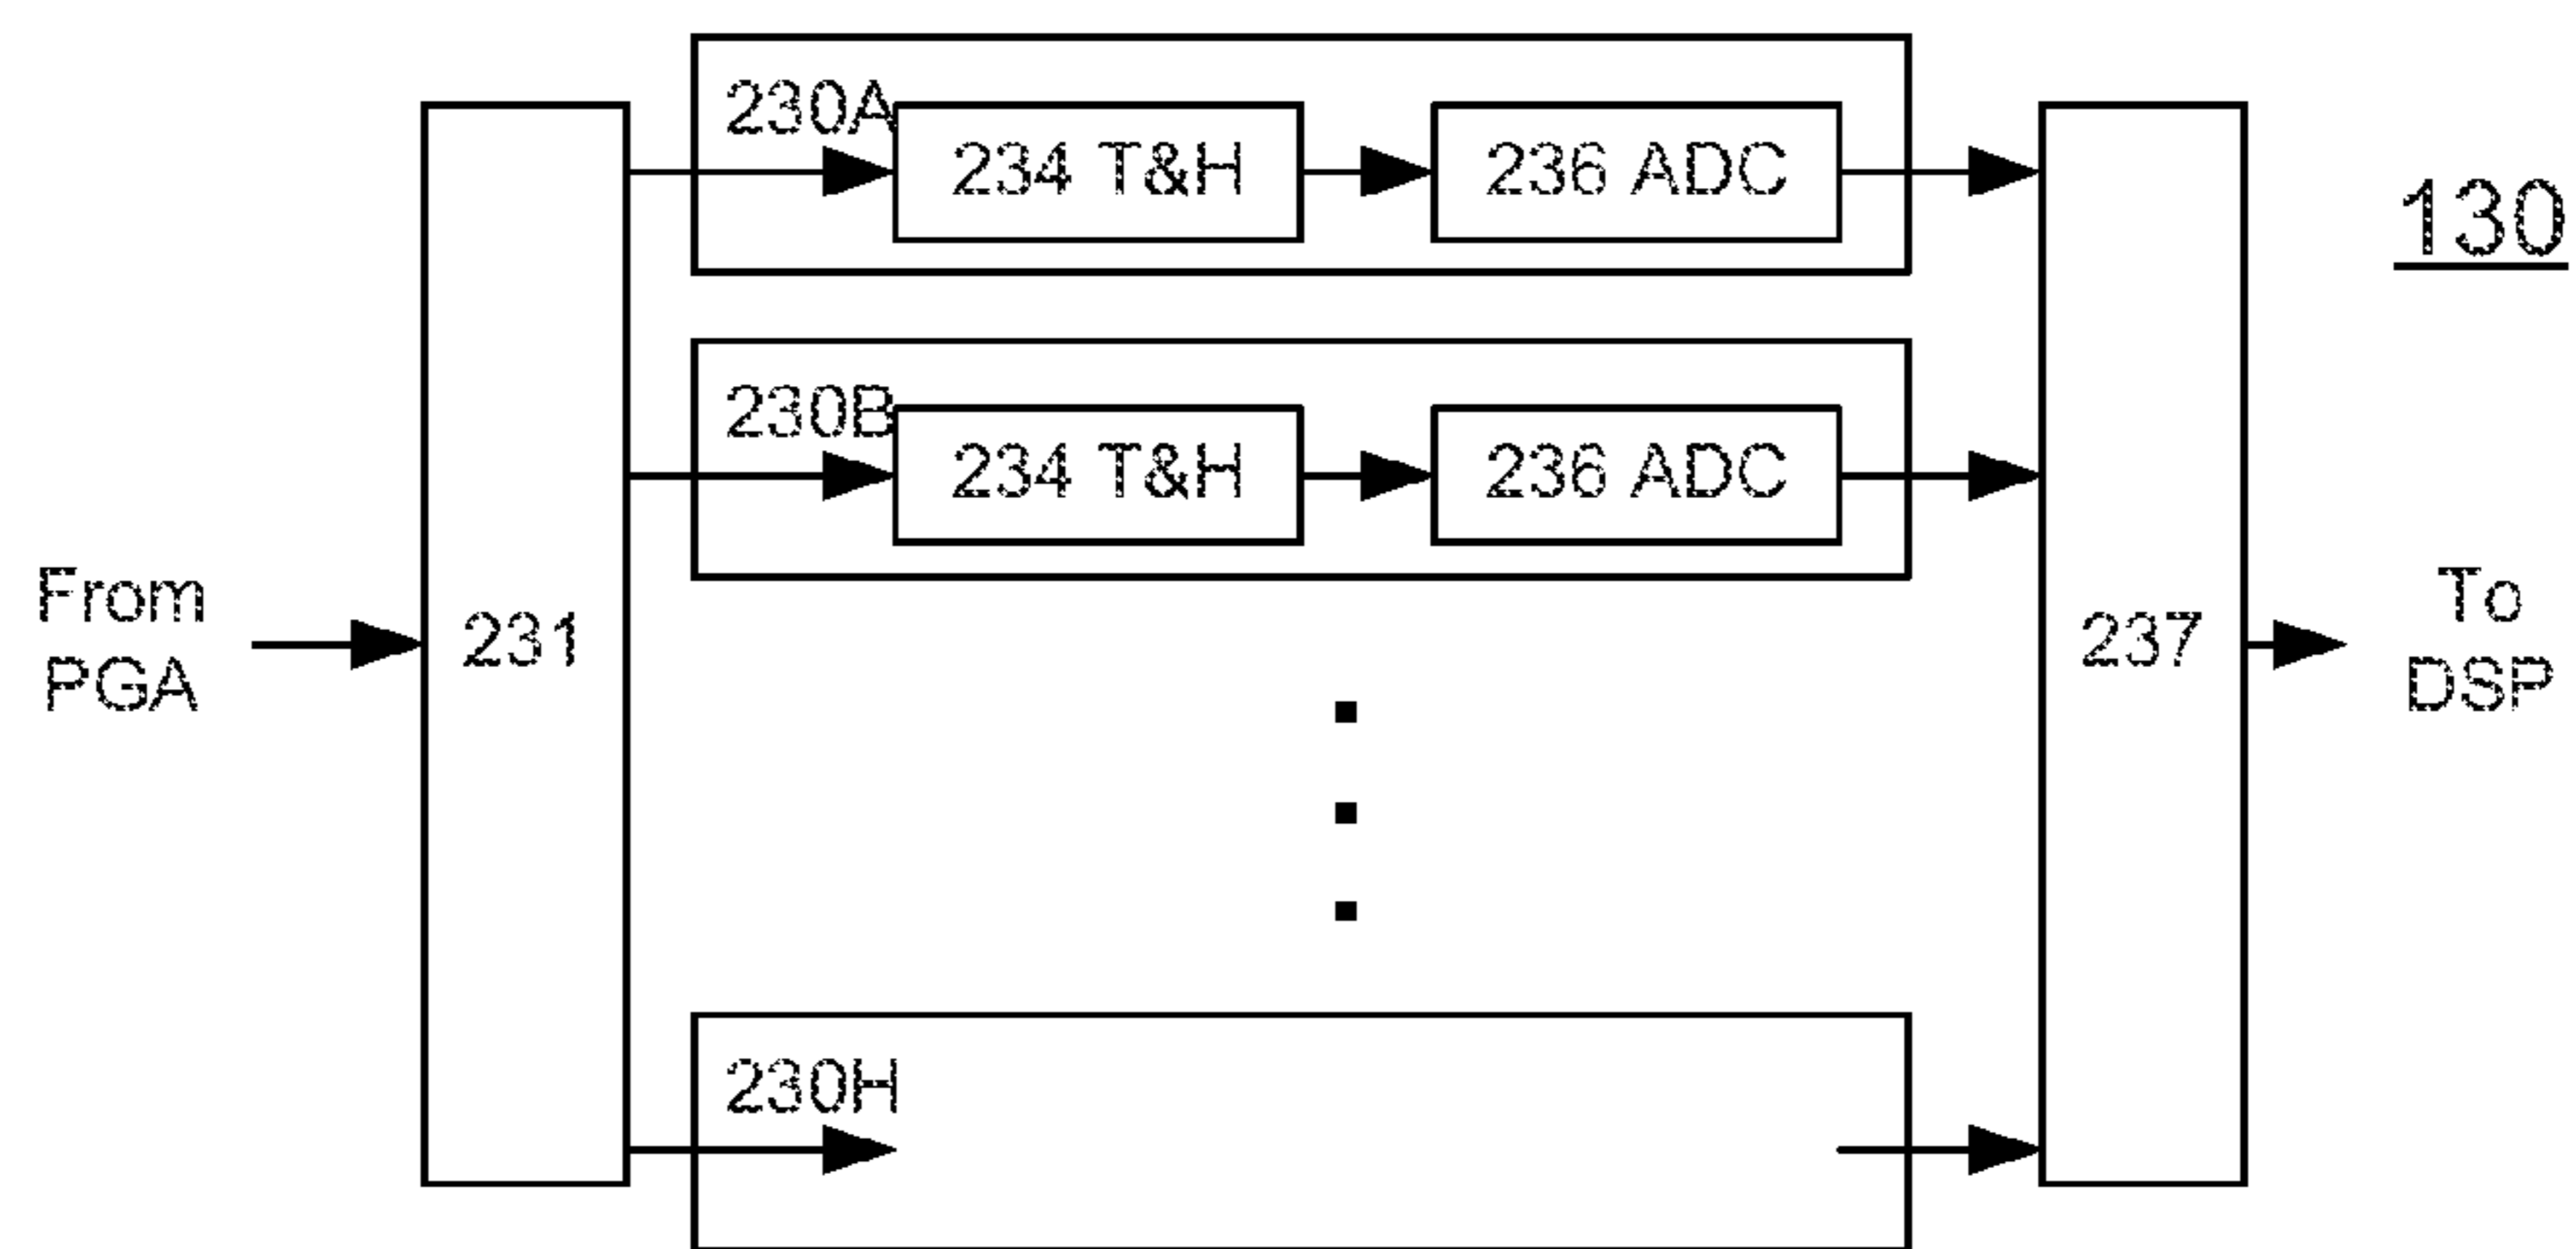 230A
234 T&H
236 ADC
130
230B
234 T&H
236 ADC
From
PGA
231
237
To
DSP
230H